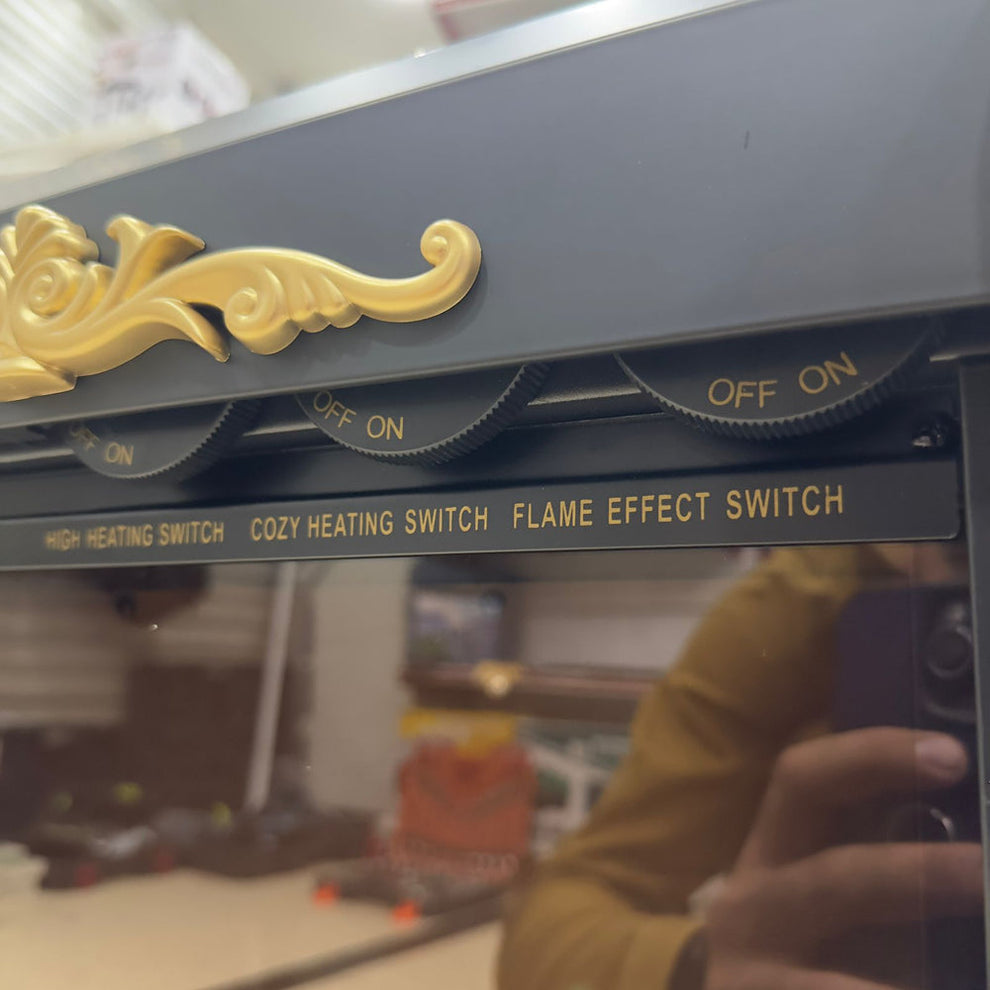 OFF ON
OFF ON
OFF ON
HIGH HEATING SWITCH
COZY HEATING SWITCH
FLAME EFFECT SWITCH